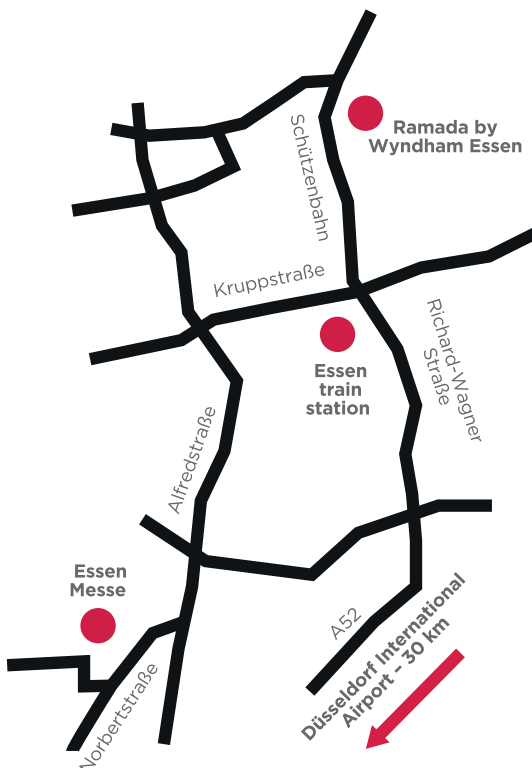 Ramada by
Wyndham Essen
Schützenbahn
Kruppstraße
Richard-Wagner
Straße
Essen
train
station
Alfredstraße
Essen
Messe
A52
Düsseldorf International
Airport – 30 km
Norbertstraße